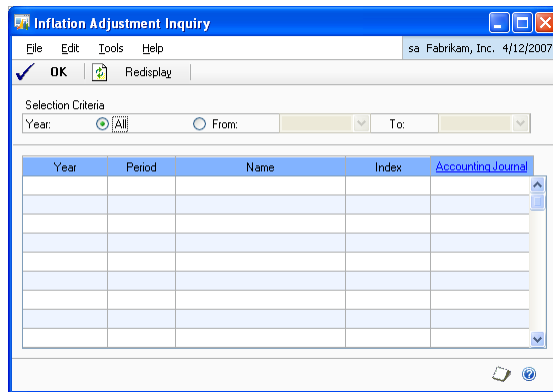 Inflation Adjustment Inquiry
File Edit Tools Help sa Fabrikam, Inc. 4/12/2007
OK Redisplay
Selection Criteria
Year: All From: To:
Year Period Name Index Accounting Journal